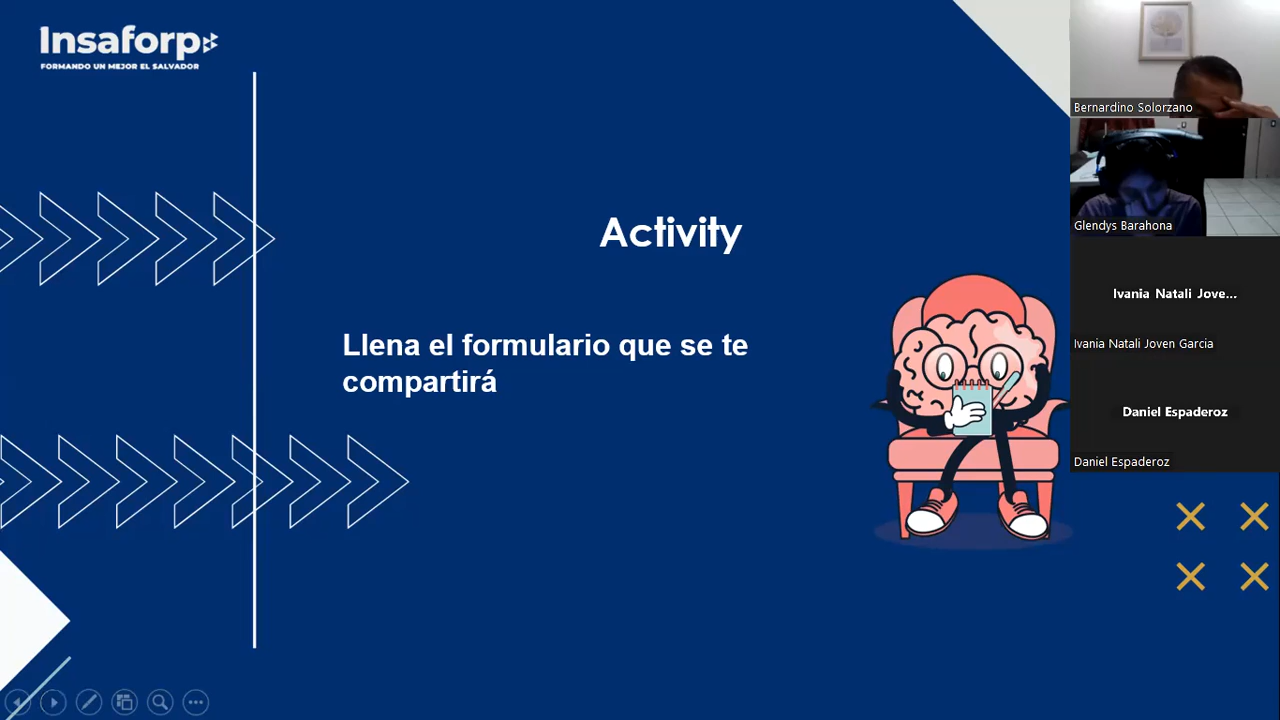 Insaforp
FORMANDO UN MEJOR EL SALVADOR
Activity
Llena el formulario que se te
compartirá
Bernardino Solorzano
Glendys Barahona
Ivania Natali Jove...
Ivania Natali Joven Garcia
Daniel Espaderoz
Daniel Espaderoz